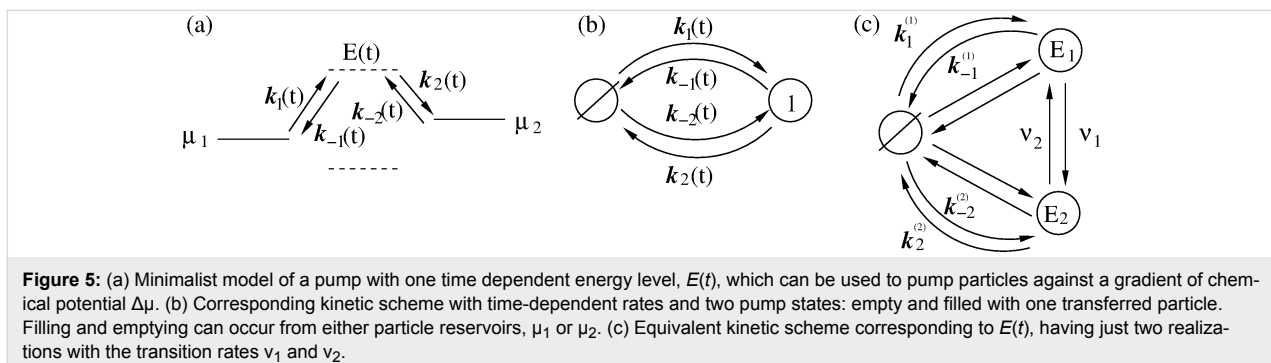 (a)
E(t)
k₁(t)
k₋₁(t)
k₂(t)
k₋₂(t)
μ₁
μ₂
(b)
k₁(t)
k₋₁(t)
k₋₂(t)
k₂(t)
1
(c)
k₁⁽¹⁾
k₋₁⁽¹⁾
E₁
ν₂
ν₁
k₋₂⁽²⁾
k₂⁽²⁾
E₂
Figure 5: (a) Minimalist model of a pump with one time dependent energy level, E(t), which can be used to pump particles against a gradient of chem-
ical potential Δμ. (b) Corresponding kinetic scheme with time-dependent rates and two pump states: empty and filled with one transferred particle.
Filling and emptying can occur from either particle reservoirs, μ₁ or μ₂. (c) Equivalent kinetic scheme corresponding to E(t), having just two realiza-
tions with the transition rates ν₁ and ν₂.